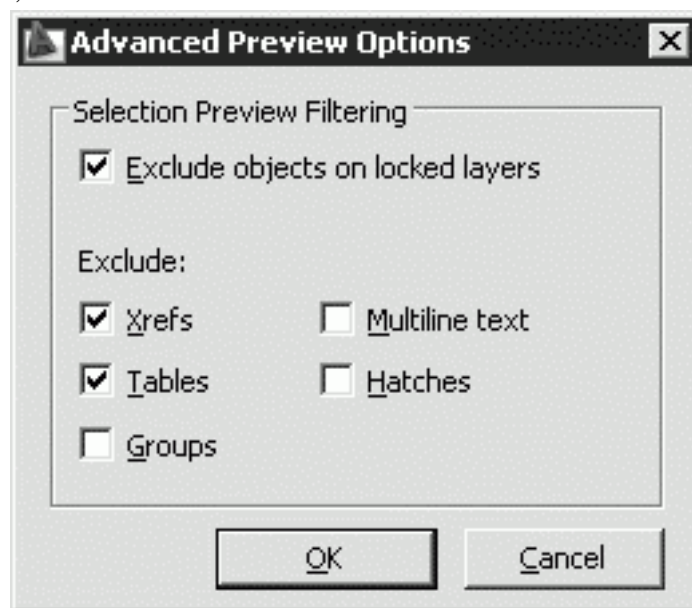 Advanced Preview Options
Selection Preview Filtering
Exclude objects on locked layers
Exclude:
Xrefs
Multiline text
Tables
Hatches
Groups
OK
Cancel